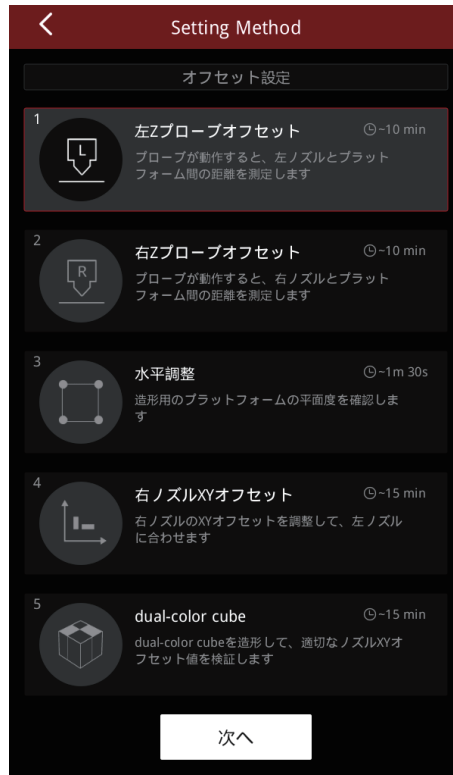 Setting Method
オフセット設定
1
左Zプローブオフセット
~10 min
プローブが動作すると、左ノズルとプラット
フォーム間の距離を測定します
L
2
右Zプローブオフセット
~10 min
プローブが動作すると、右ノズルとプラット
フォーム間の距離を測定します
R
3
水平調整
~1m 30s
造形用のプラットフォームの平面度を確認しま
す
4
右ノズルXYオフセット
~15 min
右ノズルのXYオフセットを調整して、左ノズル
に合わせます
5
dual-color cube
~15 min
dual-color cubeを造形して、適切なノズルXYオ
フセット値を検証します
次へ